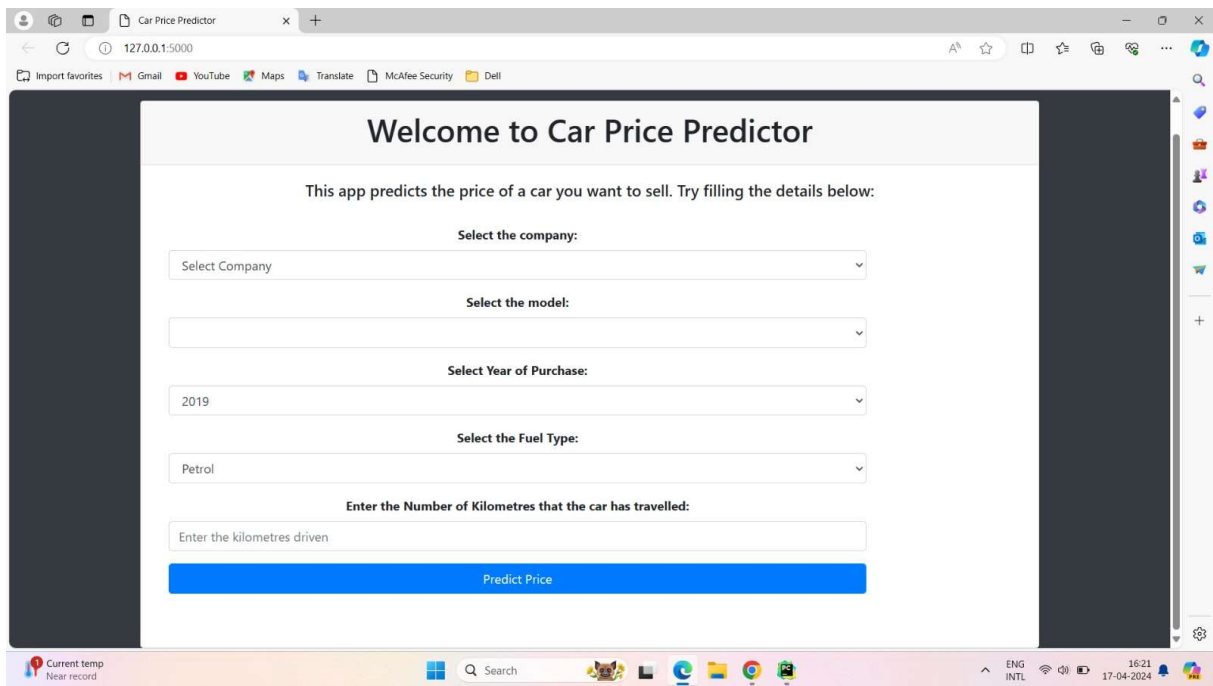 Car Price Predictor
127.0.0.1:5000
Import favorites Gmail YouTube Maps Translate McAfee Security Dell
Welcome to Car Price Predictor
This app predicts the price of a car you want to sell. Try filling the details below:
Select the company:
Select Company
Select the model:
Select Year of Purchase:
2019
Select the Fuel Type:
Petrol
Enter the Number of Kilometres that the car has travelled:
Enter the kilometres driven
Predict Price
1 Current temp
Near record
Search
PC
ENG
INTL
16:21
17-04-2024
PRE